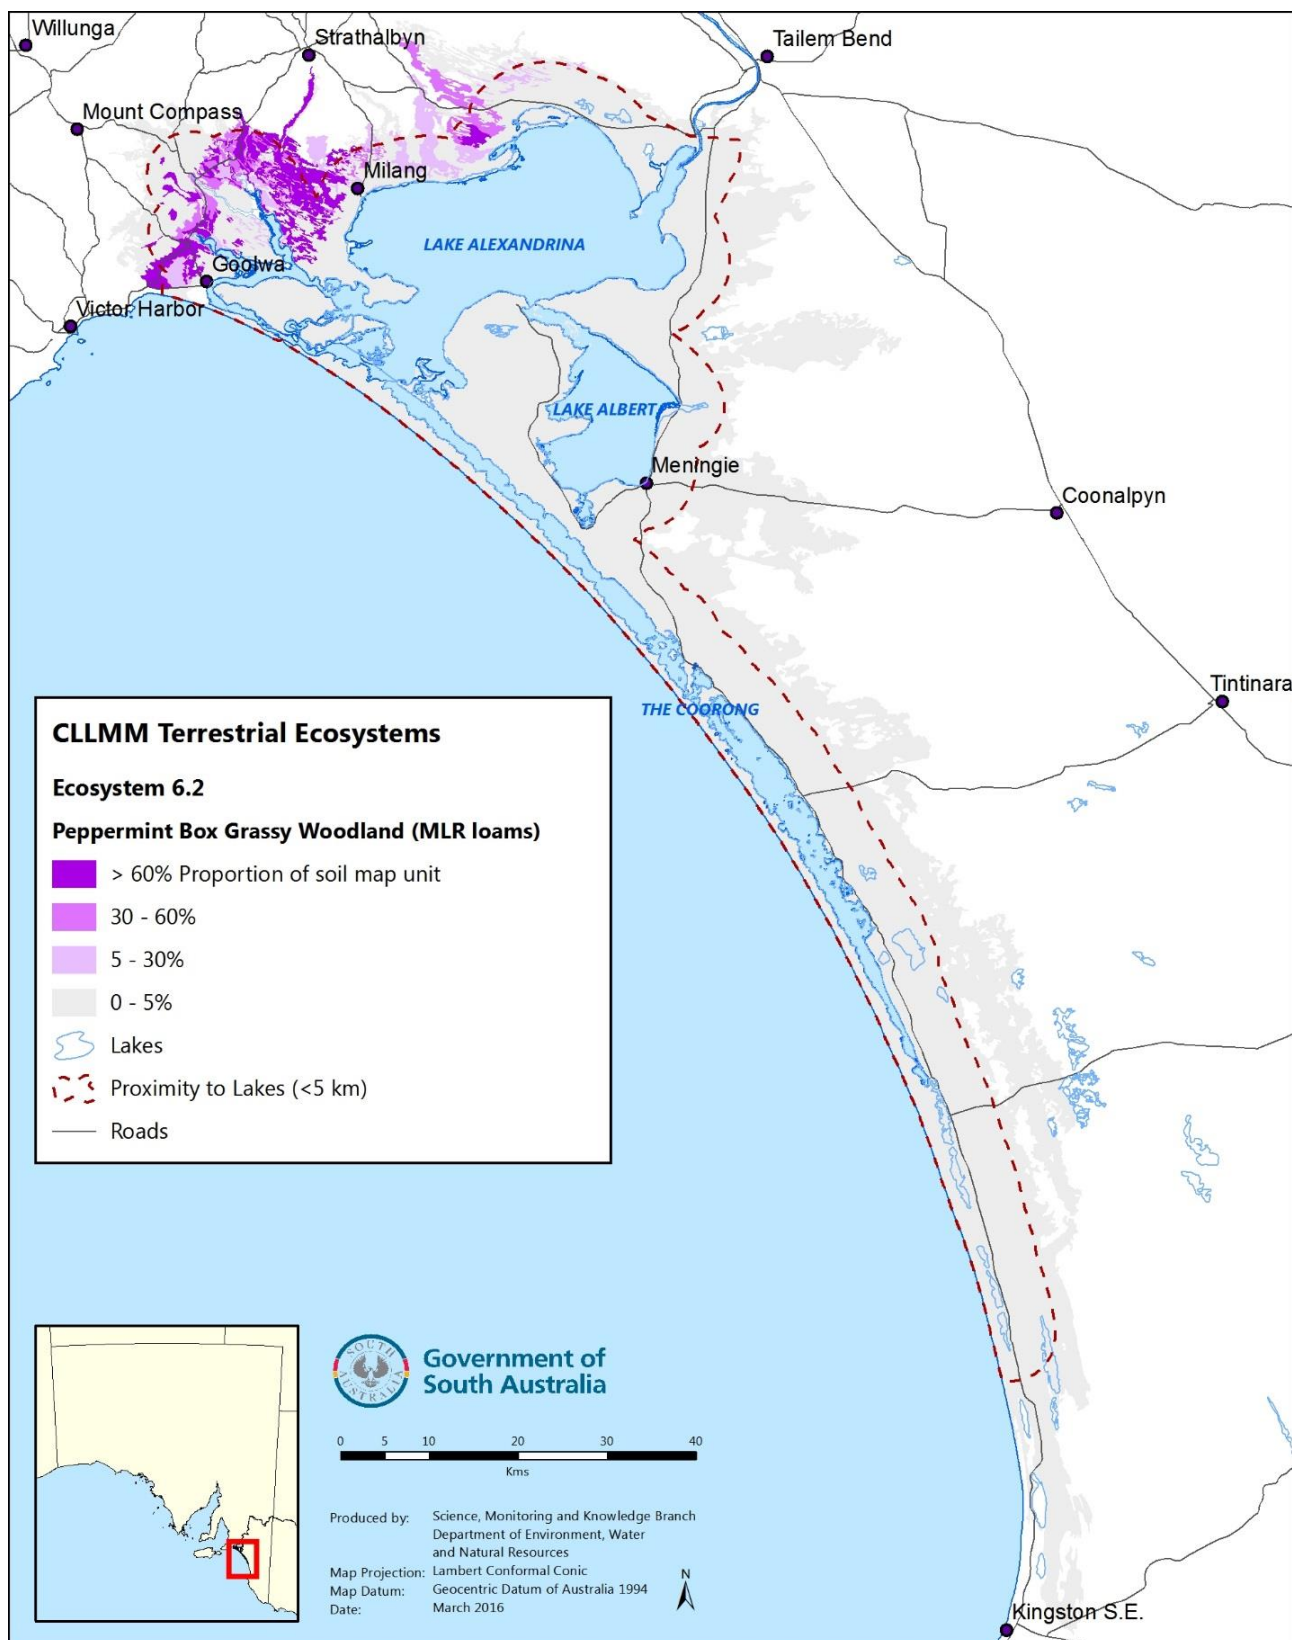 Willunga
Strathalbyn
Tailem Bend
Mount Compass
Milang
LAKE ALEXANDRINA
Goolwa
Victor Harbor
LAKE ALBERT
Meningie
Coonalpyn
Tintinara
THE COORONG
CLLMM Terrestrial Ecosystems
Ecosystem 6.2
Peppermint Box Grassy Woodland (MLR loams)
> 60% Proportion of soil map unit
30 - 60%
5 - 30%
0 - 5%
Lakes
Proximity to Lakes (<5 km)
Roads
SOUTH AUSTRALIA
Government of
South Australia
0 5 10 20 30 40
Kms
Produced by: Science, Monitoring and Knowledge Branch
Department of Environment, Water
and Natural Resources
Map Projection: Lambert Conformal Conic
Map Datum: Geocentric Datum of Australia 1994
Date: March 2016
N
Kingston S.E.